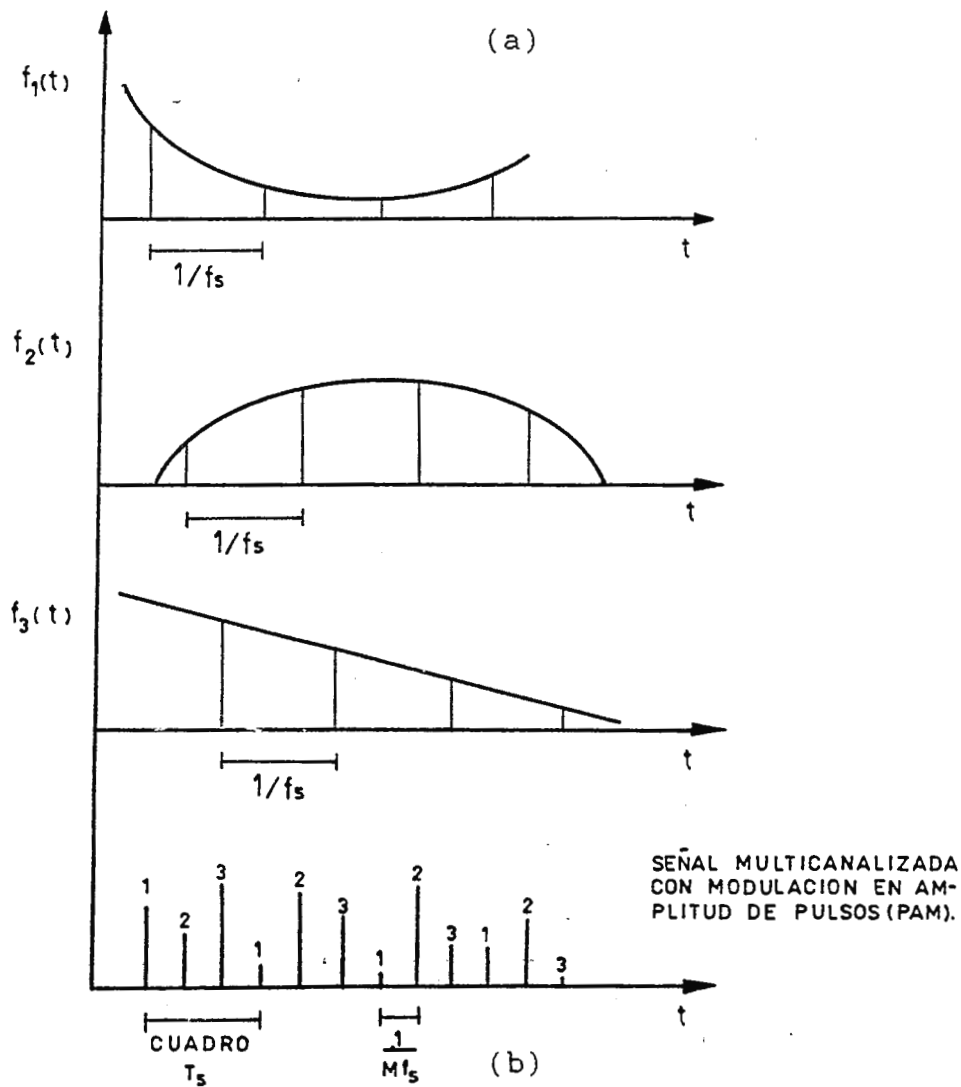 (a)
f₁(t)
t
1/fs
f₂(t)
t
1/fs
f₃(t)
t
1/fs
1 2 3 1 2 3 1 2 3 1 2 3
SEÑAL MULTICANALIZADA
CON MODULACION EN AM-
PLITUD DE PULSOS (PAM).
t
CUADRO
Ts
1
Mfs
(b)